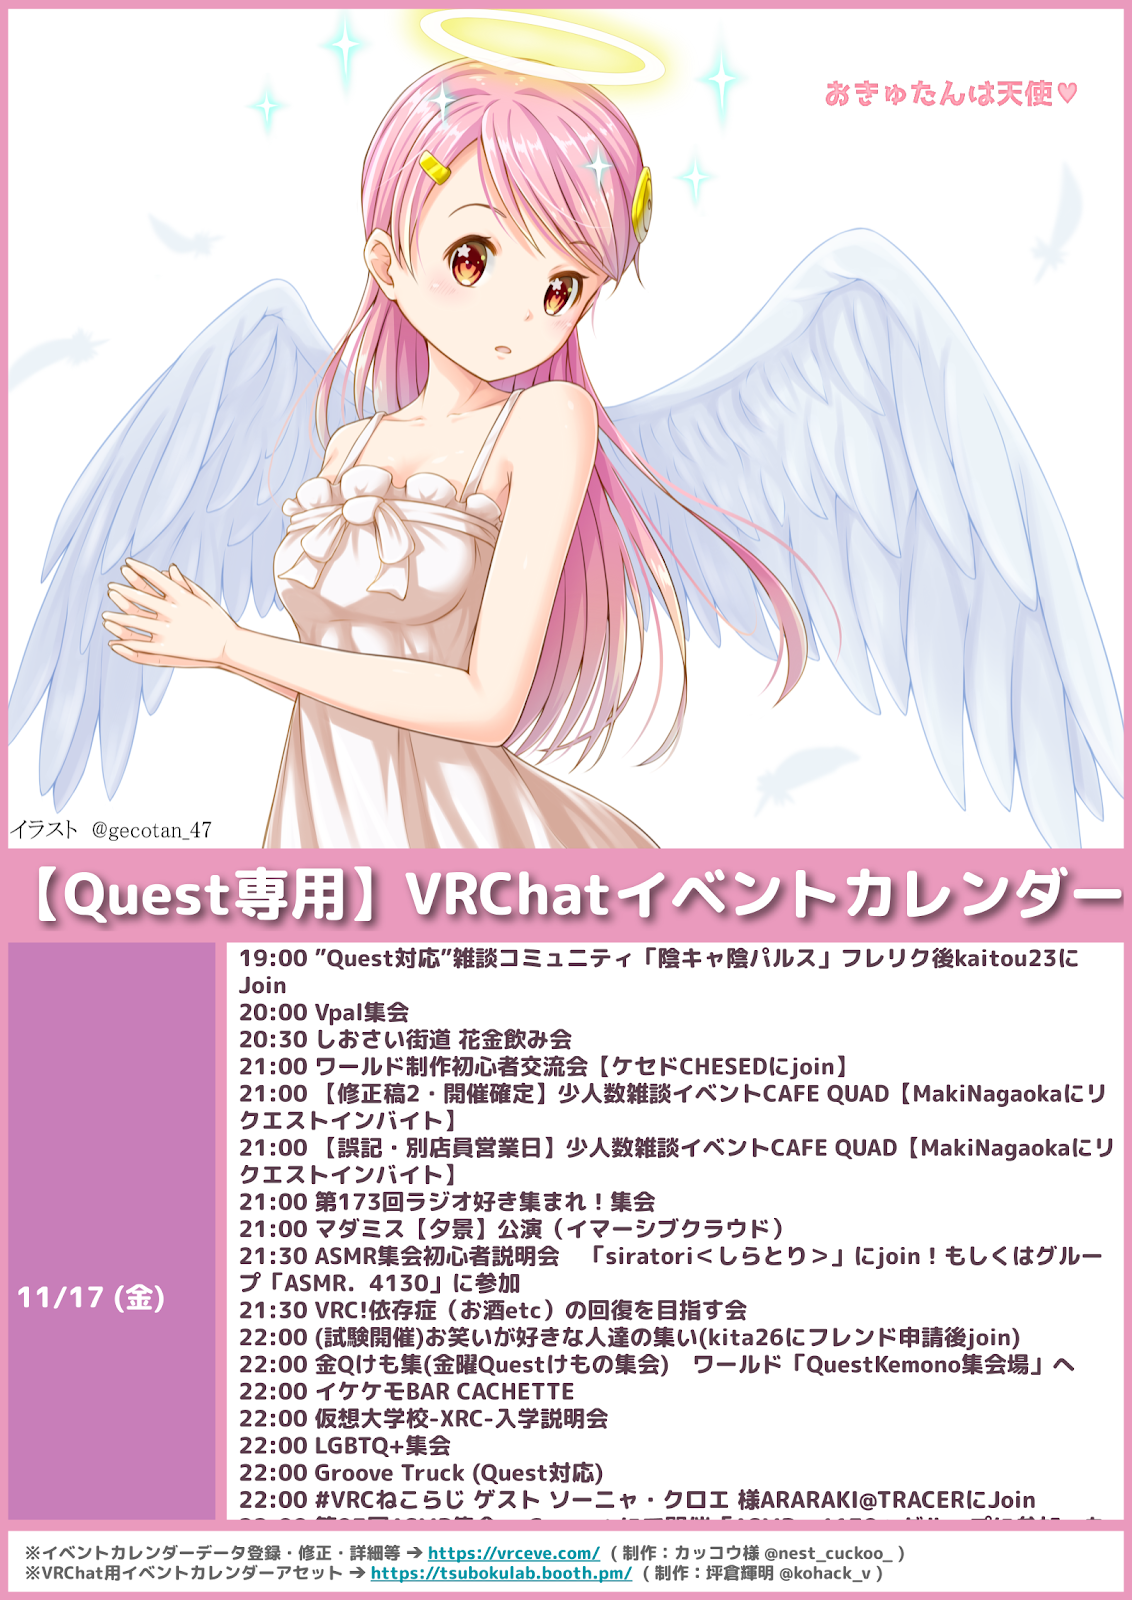 おきゅたんは天使♥
イラスト @gecotan_47
【Quest専用】VRChatイベントカレンダー
11/17 (金)
19:00 ”Quest対応”雑談コミュニティ「陰キャ陰パルス」フレリク後kaitou23に
Join
20:00 Vpal集会
20:30 しおさい街道 花金飲み会
21:00 ワールド制作初心者交流会【ケセドCHESEDにjoin】
21:00 【修正稿2・開催確定】少人数雑談イベントCAFE QUAD【MakiNagaokaにリ
クエストインバイト】
21:00 【誤記・別店員営業日】少人数雑談イベントCAFE QUAD【MakiNagaokaにリ
クエストインバイト】
21:00 第173回ラジオ好き集まれ！集会
21:00 マダミス【夕景】公演（イマーシブクラウド）
21:30 ASMR集会初心者説明会　「siratori＜しらとり＞」にjoin！もしくはグルー
プ「ASMR．4130」に参加
21:30 VRC!依存症（お酒etc）の回復を目指す会
22:00 (試験開催)お笑いが好きな人達の集い(kita26にフレンド申請後join)
22:00 金Qけも集(金曜Questけもの集会)　ワールド「QuestKemono集会場」へ
22:00 イケケモBAR CACHETTE
22:00 仮想大学校-XRC-入学説明会
22:00 LGBTQ+集会
22:00 Groove Truck (Quest対応)
22:00 #VRCねこらじ ゲスト ソーニャ・クロエ 様ARARAKI@TRACERにJoin
※イベントカレンダーデータ登録・修正・詳細等 ➔ https://vrceve.com/ （制作：カッコウ様 @nest_cuckoo_ ）
※VRChat用イベントカレンダーアセット ➔ https://tsubokulab.booth.pm/ （制作：坪倉輝明 @kohack_v ）